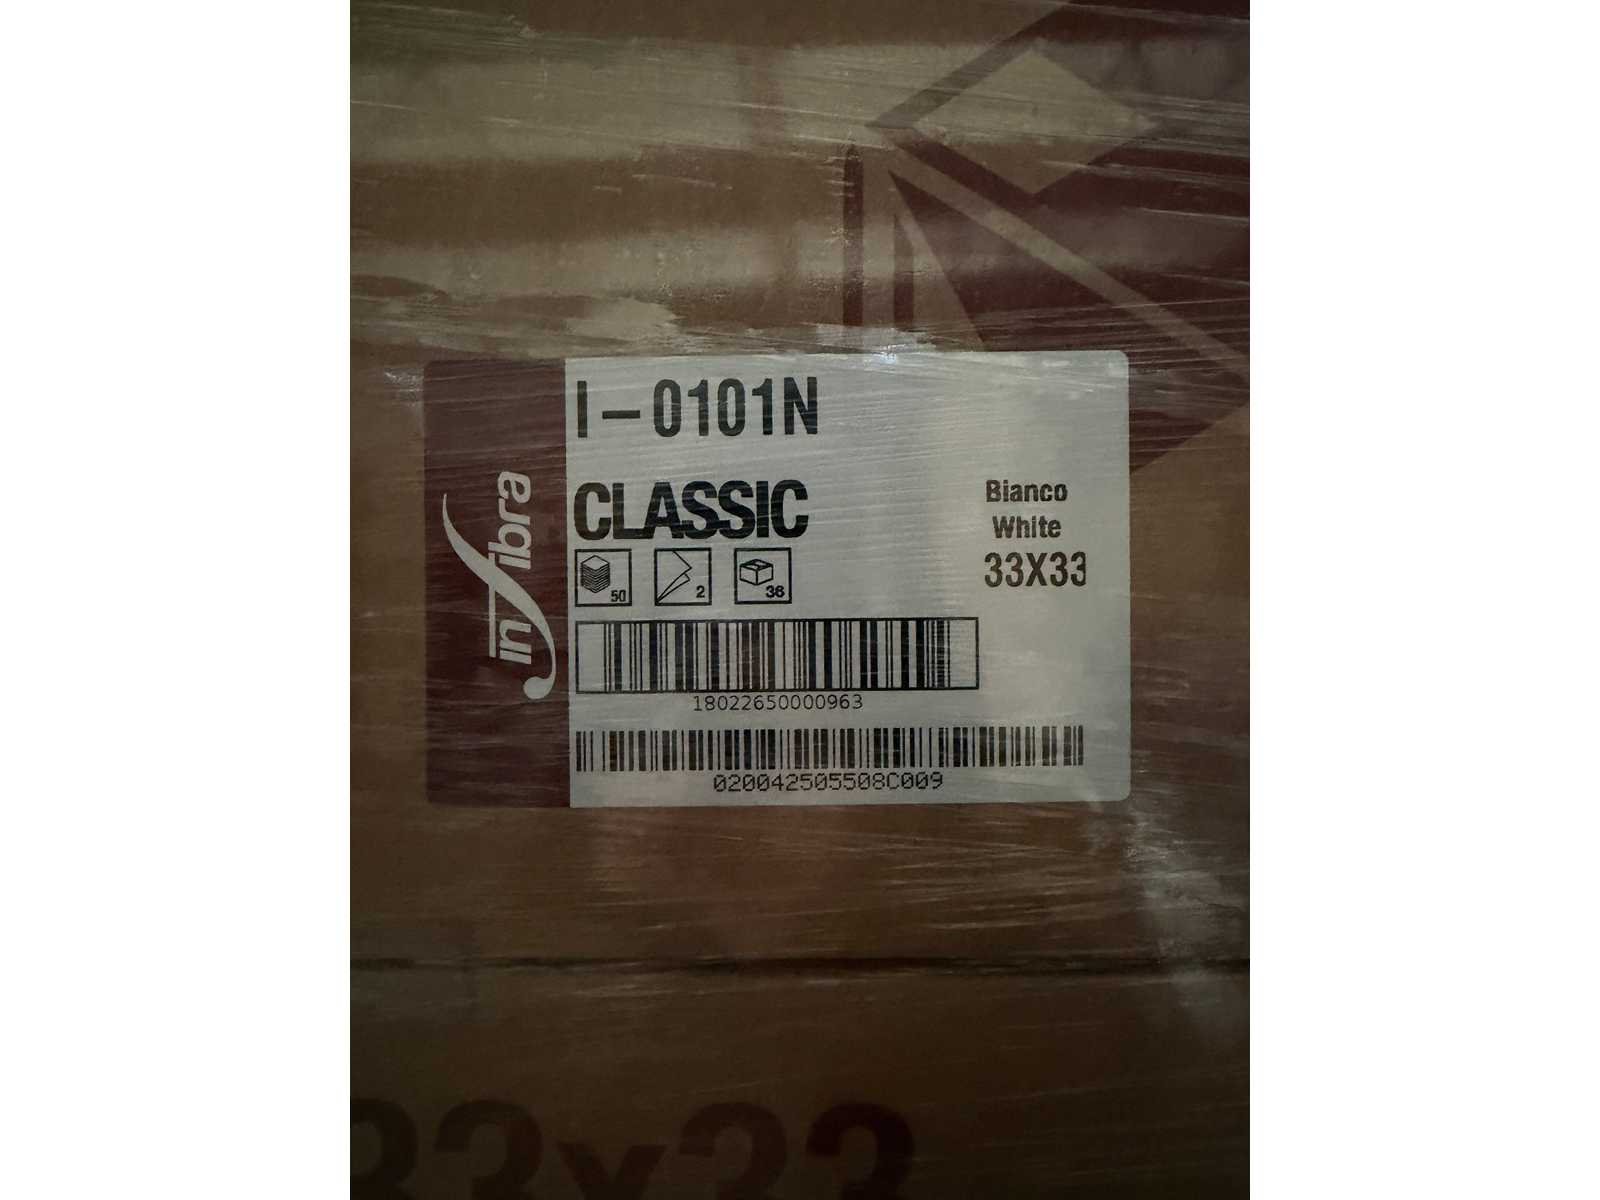 I-0101N
infibra
CLASSIC
Bianco
White
33X33
50
2
36
18022650000963
020042505508C009
33x33